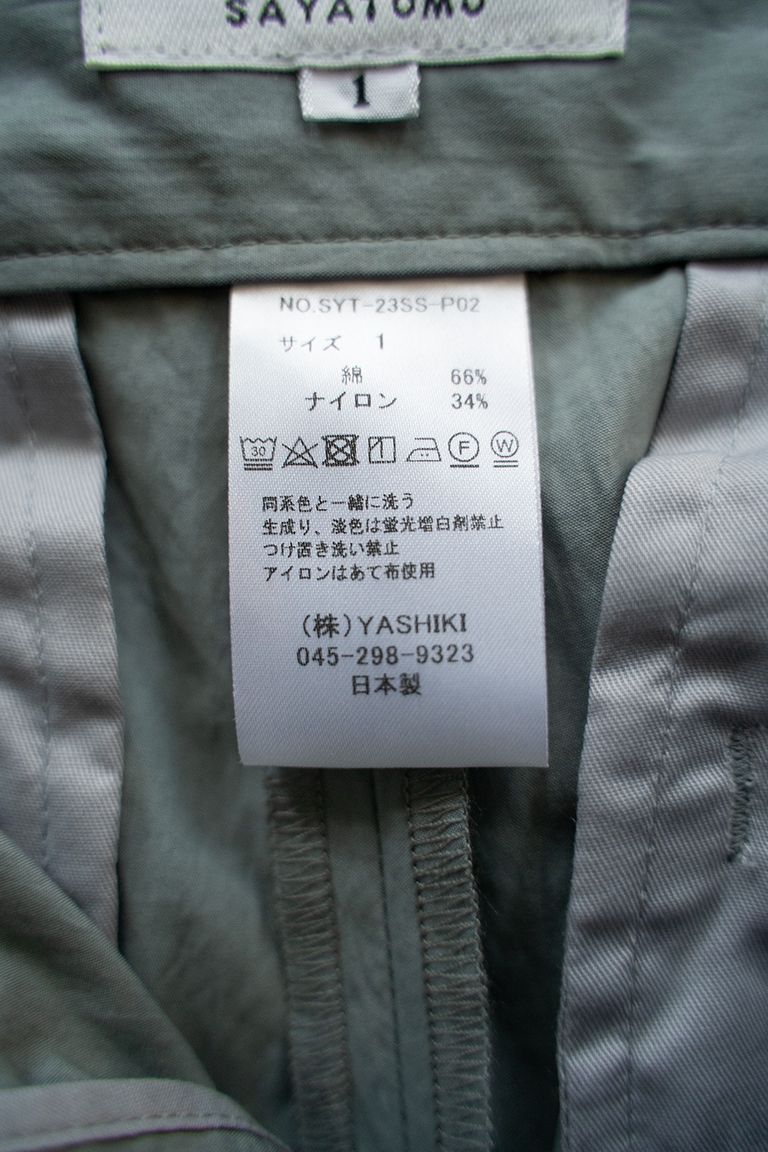 SAYATOMO
1
NO.SYT-23SS-P02
サイズ 1
綿 66%
ナイロン 34%
30 1 F W
同系色と一緒に洗う
生成り、淡色は蛍光増白剤禁止
つけ置き洗い禁止
アイロンはあて布使用
(株)YASHIKI
045-298-9323
日本製